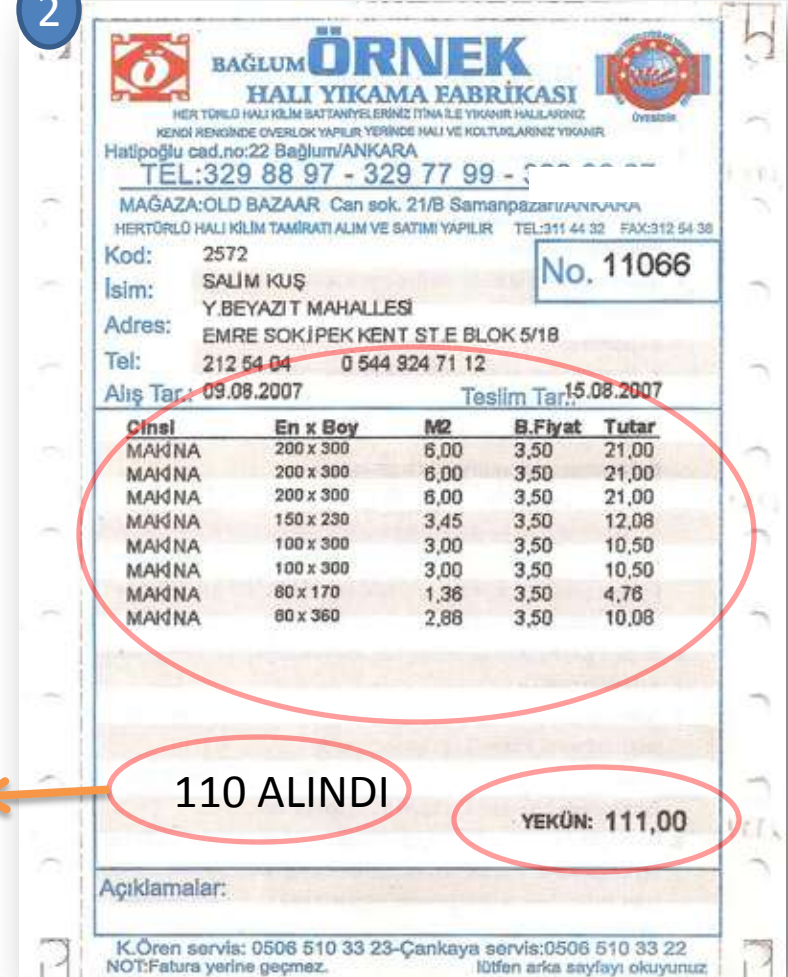 2
BAĞLUM ÖRNEK
HALI YIKAMA FABRİKASI
HER TÜRLÜ HALI KİLİM BATTANİYELERİNİZ İTİNA İLE YIKANIR HALILARINIZ
KENDİ RENGİNDE OVERLOK YAPILIR YERİNDE HALI VE KOLTUKLARINIZ YIKANIR
Üyesidir
Hatipoğlu cad.no:22 Bağlum/ANKARA
TEL:329 88 97 - 329 77 99 -
MAĞAZA:OLD BAZAAR Can sok. 21/B Samanpazarı/ANKARA
HERTÜRLÜ HALI KİLİM TAMİRATI ALIM VE SATIMI YAPILIR TEL:311 44 32 FAX:312 54 38
Kod: 2572
No. 11066
İsim: SALİM KUŞ
Adres: Y.BEYAZIT MAHALLESİ
EMRE SOK.İPEK KENT ST.E BLOK 5/18
Tel: 212 54 04 0 544 924 71 12
Alış Tar.: 09.08.2007 Teslim Tar.: 15.08.2007
Cinsi En x Boy M2 B.Fiyat Tutar
MAKİNA 200 x 300 6,00 3,50 21,00
MAKİNA 200 x 300 6,00 3,50 21,00
MAKİNA 200 x 300 6,00 3,50 21,00
MAKİNA 150 x 230 3,45 3,50 12,08
MAKİNA 100 x 300 3,00 3,50 10,50
MAKİNA 100 x 300 3,00 3,50 10,50
MAKİNA 80 x 170 1,36 3,50 4,76
MAKİNA 80 x 360 2,88 3,50 10,08
110 ALINDI
YEKÜN: 111,00
Açıklamalar:
K.Ören servis: 0506 510 33 23-Çankaya servis:0506 510 33 22
NOT:Fatura yerine geçmez. lütfen arka sayfayı okuyunuz